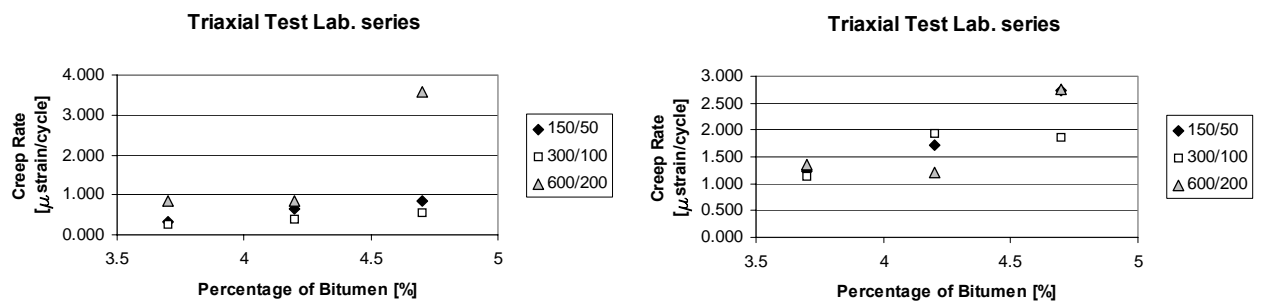 Triaxial Test Lab. series
4.000
3.000
2.000
1.000
0.000
3.5 4 4.5 5
Creep Rate
[μstrain/cycle]
Percentage of Bitumen [%]
150/50
300/100
600/200
Triaxial Test Lab. series
3.000
2.500
2.000
1.500
1.000
0.500
0.000
3.5 4 4.5 5
Creep Rate
[μstrain/cycle]
Percentage of Bitumen [%]
150/50
300/100
600/200